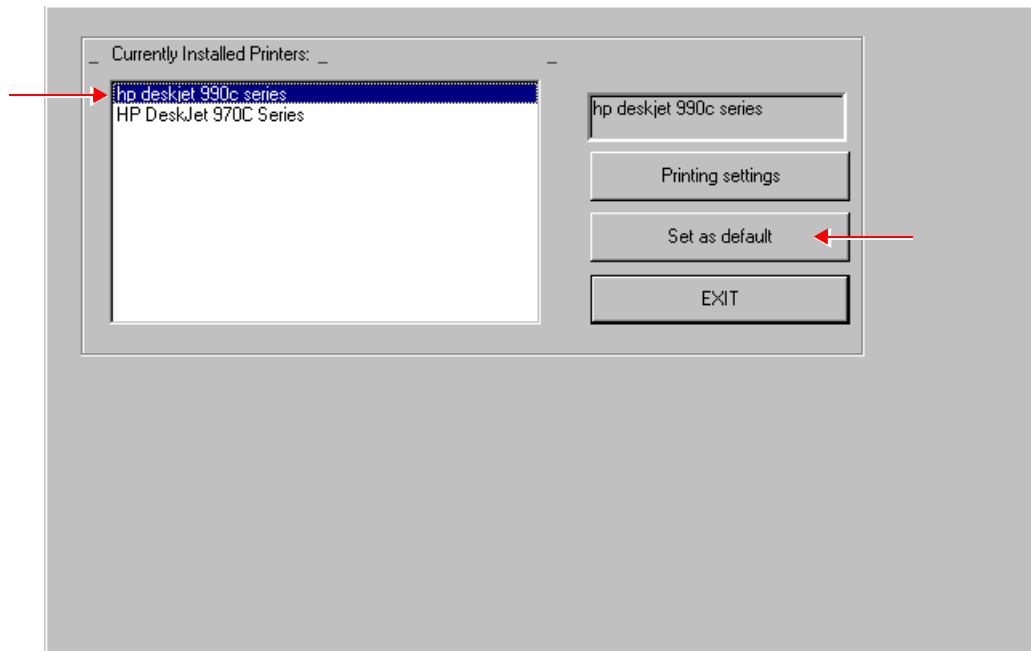 _ Currently Installed Printers: _ _
hp deskjet 990c series
HP DeskJet 970C Series
hp deskjet 990c series
Printing settings
Set as default
EXIT